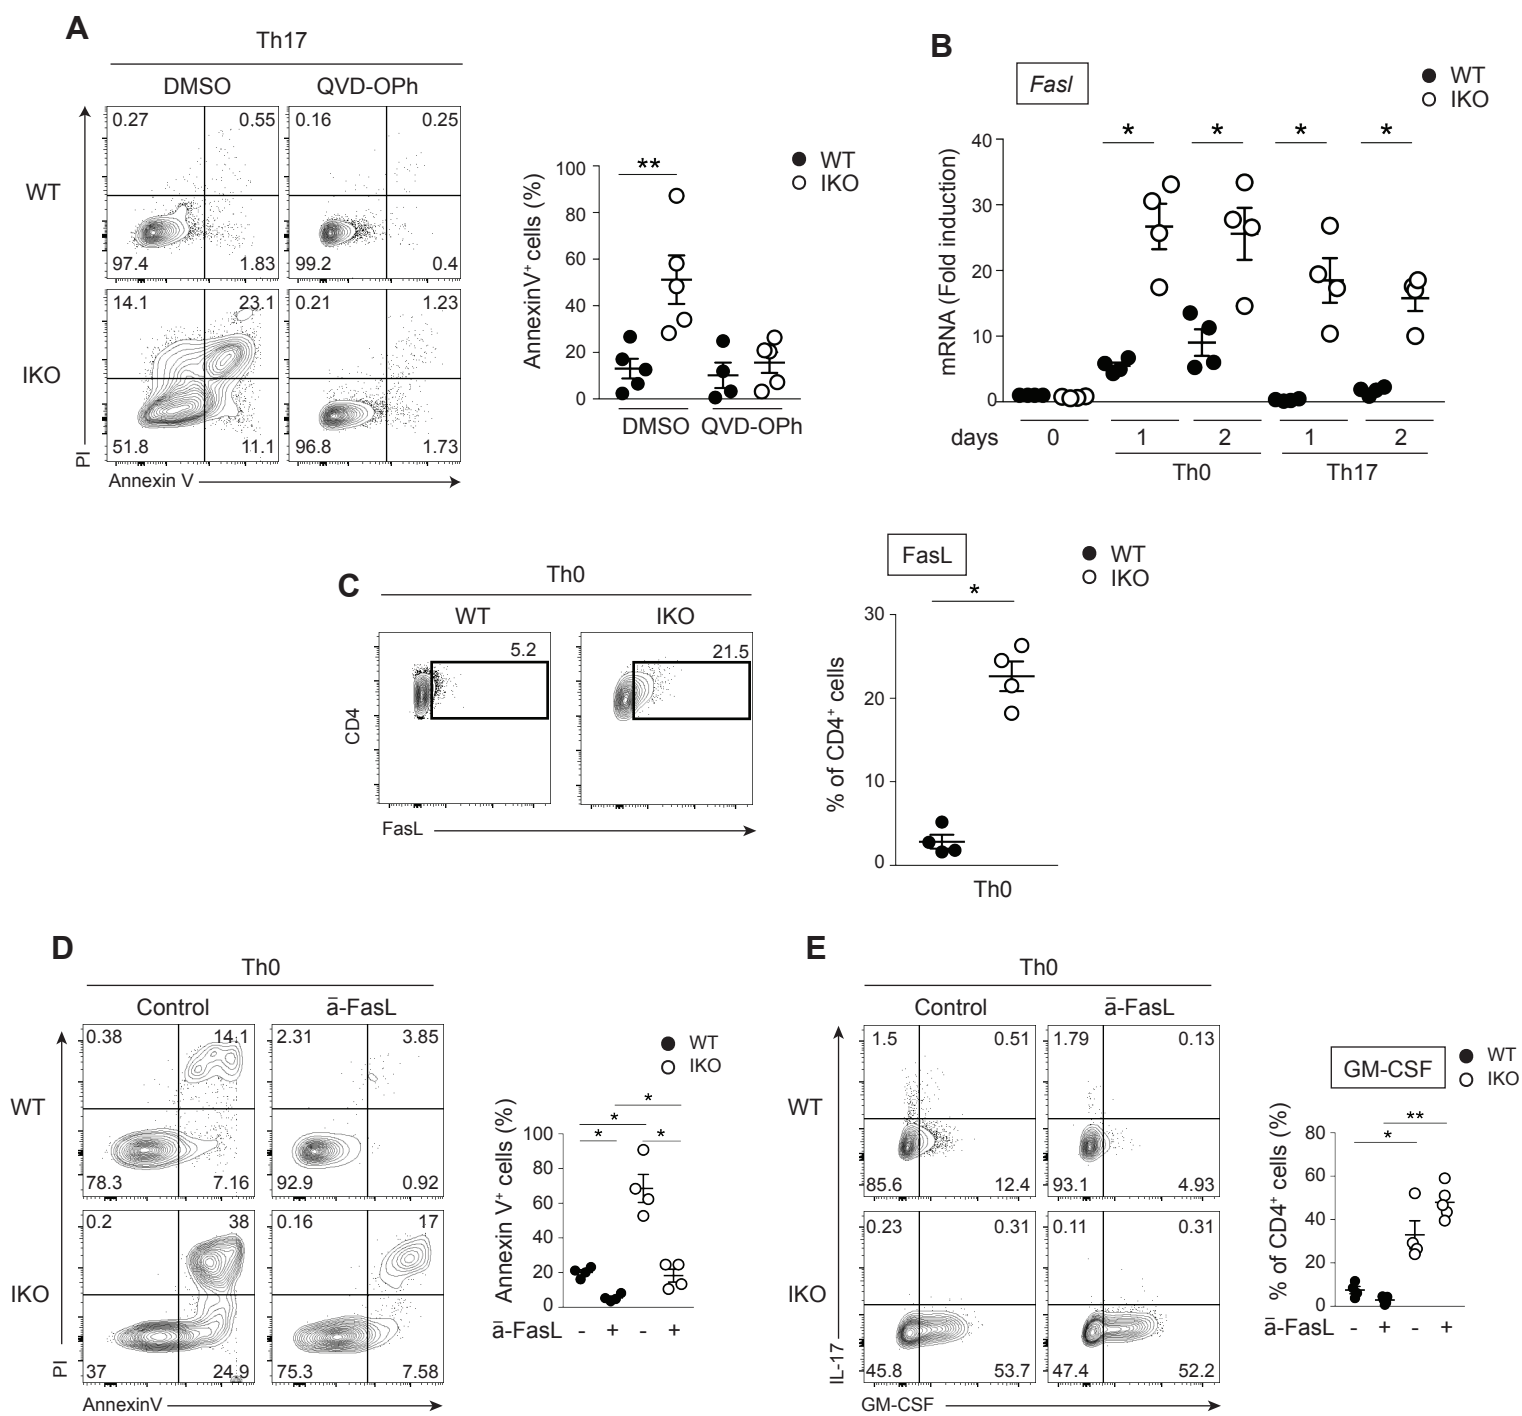 A
Th17
DMSO QVD-OPh
WT
0.27 0.55 0.16 0.25
97.4 1.83 99.2 0.4
IKO
14.1 23.1 0.21 1.23
51.8 11.1 96.8 1.73
PI
Annexin V
AnnexinV+ cells (%)
100
80
60
40
20
0
**
WT
IKO
DMSO QVD-OPh
B
Fasl
WT
IKO
mRNA (Fold induction)
40
30
20
10
0
* * * *
days 0 1 2 1 2
Th0 Th17
C
Th0
WT IKO
5.2 21.5
CD4
FasL
FasL
WT
IKO
*
% of CD4+ cells
30
20
10
0
Th0
D
Th0
Control ā-FasL
WT
0.38 14.1 2.31 3.85
78.3 7.16 92.9 0.92
IKO
0.2 38 0.16 17
37 24.9 75.3 7.58
PI
AnnexinV
WT
IKO
Annexin V+ cells (%)
*
*
* *
100
80
60
40
20
0
ā-FasL - + - +
E
Th0
Control ā-FasL
WT
1.5 0.51 1.79 0.13
85.6 12.4 93.1 4.93
IKO
0.23 0.31 0.11 0.31
45.8 53.7 47.4 52.2
IL-17
GM-CSF
GM-CSF
WT
IKO
% of CD4+ cells (%)
**
*
80
60
40
20
0
ā-FasL - + - +